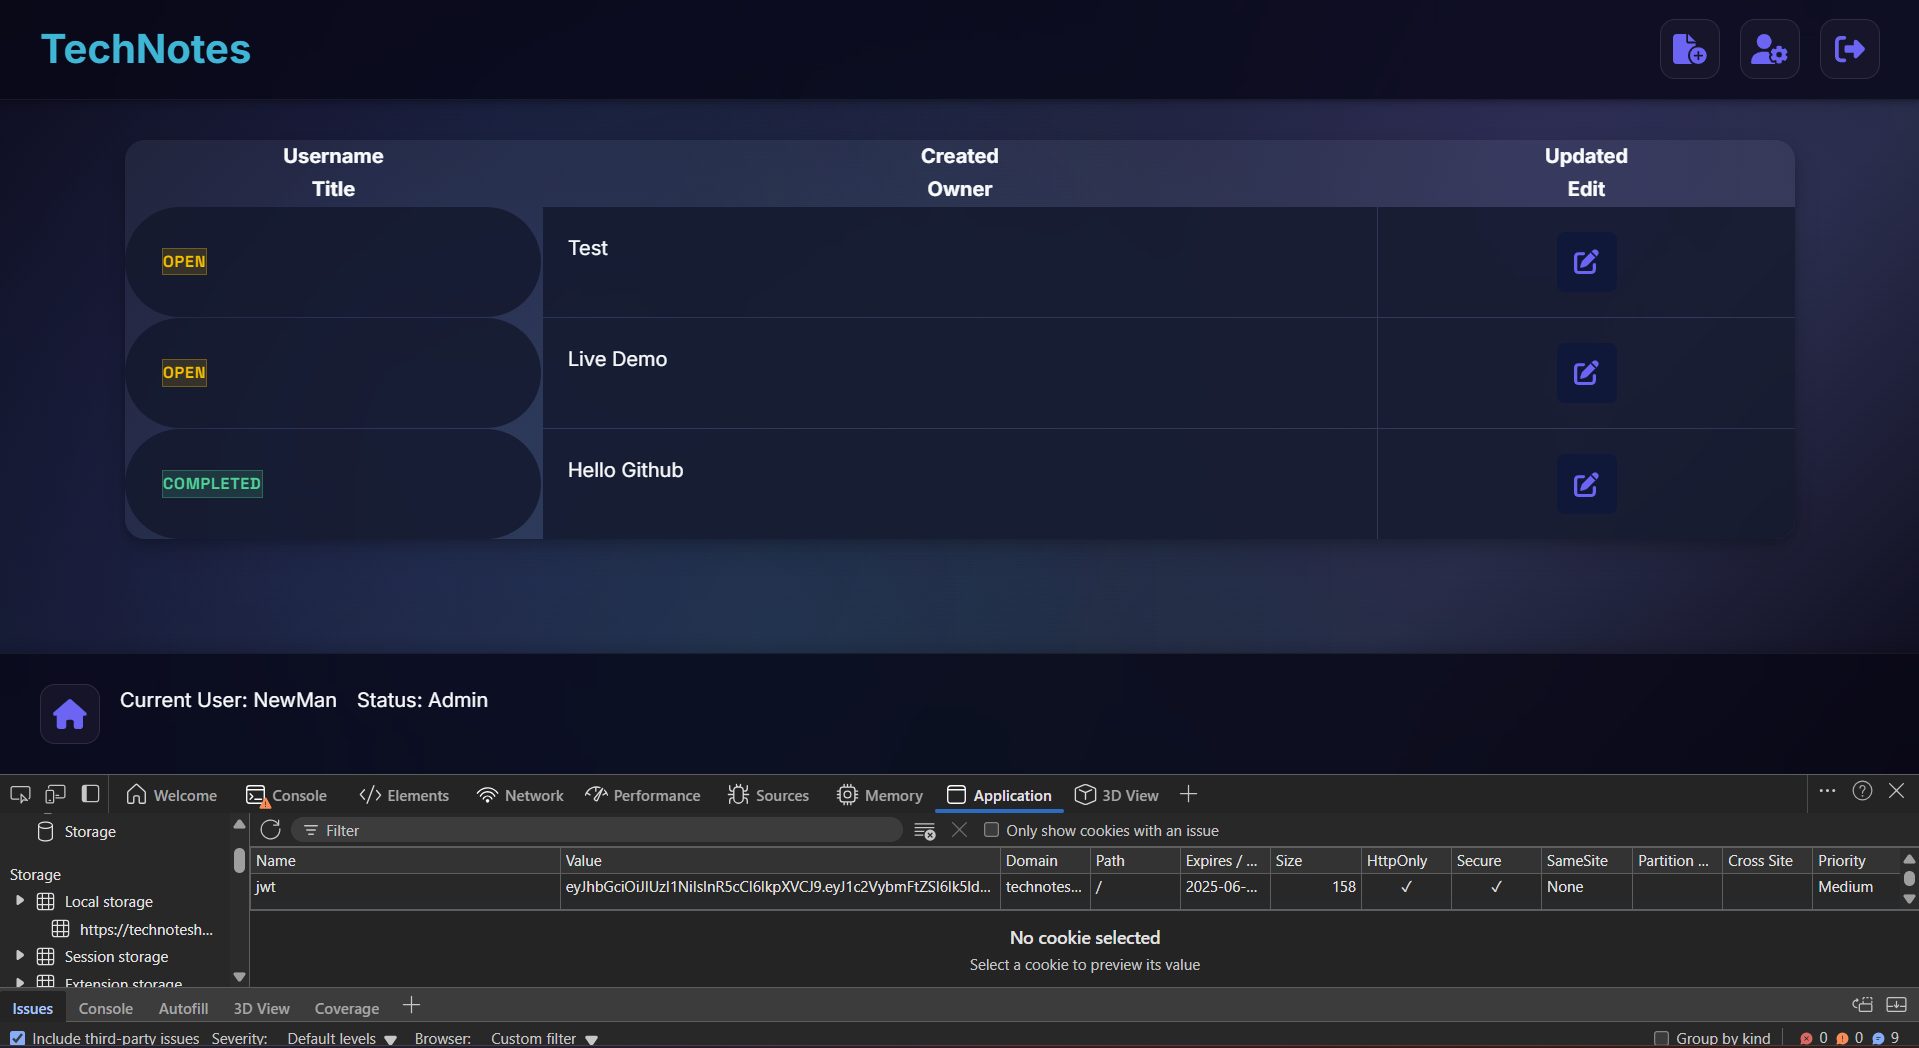 TechNotes
Username Created Updated
Title Owner Edit
OPEN Test
OPEN Live Demo
COMPLETED Hello Github
Current User: NewMan Status: Admin
Welcome Console Elements Network Performance Sources Memory Application 3D View
Storage
Filter
Only show cookies with an issue
Name Value Domain Path Expires / ... Size HttpOnly Secure SameSite Partition ... Cross Site Priority
jwt technotes... / 2025-06-... 158 ✓ ✓ None Medium
Storage
Local storage
https://technotesh...
Session storage
Extension storage
No cookie selected
Select a cookie to preview its value
Issues Console Autofill 3D View Coverage
Include third-party issues Severity: Default levels Browser: Custom filter
Group by kind 0 0 9